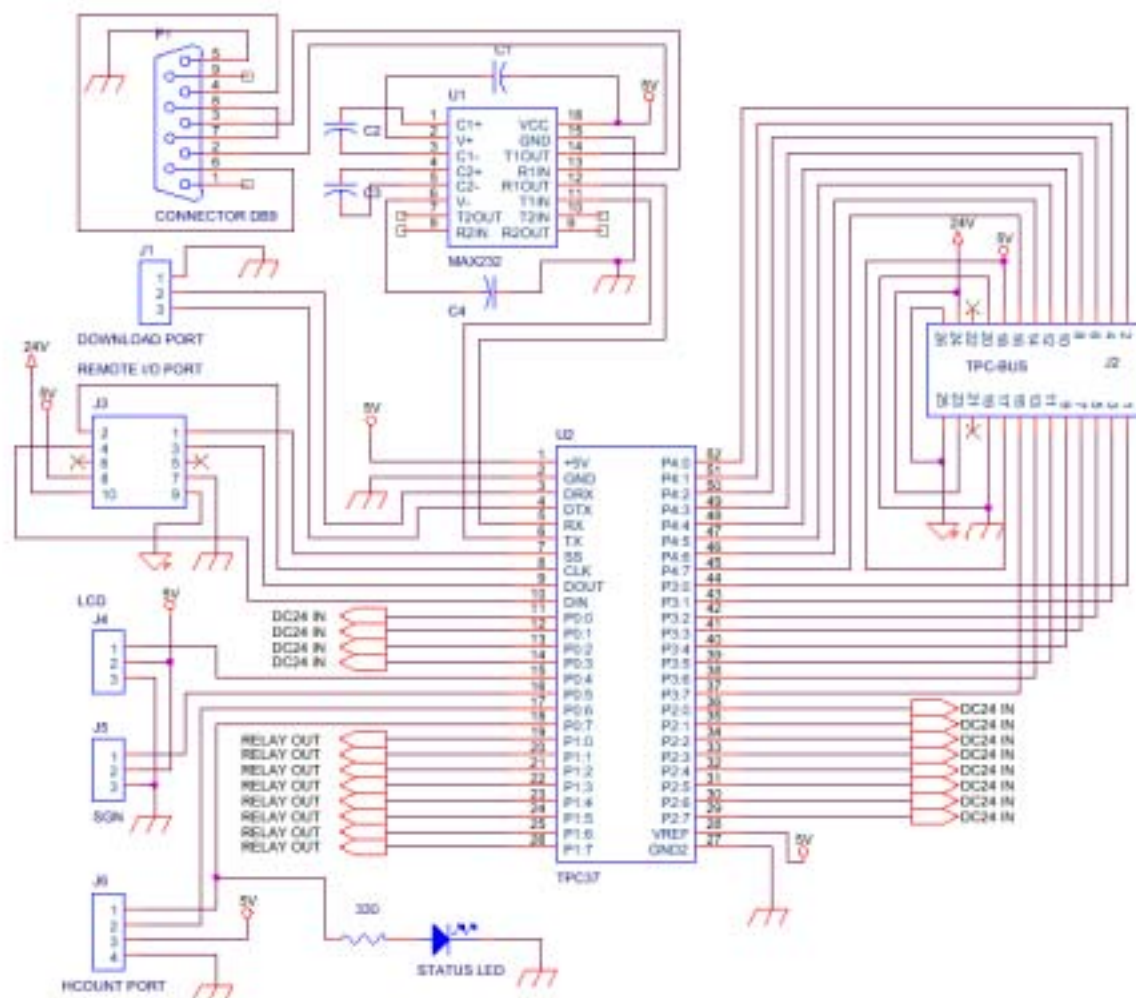 P1
5
9
4
8
3
7
2
6
1
CONNECTOR DB9
C1
C2
C3
C4
5V
U1
1 C1+ VCC 16
2 V+ GND 15
3 C1- T1OUT 14
4 C2+ R1IN 13
5 C2- R1OUT 12
6 V- T1IN 11
7 T2OUT T2IN 10
8 R2IN R2OUT 9
MAX232
J1
1
2
3
DOWNLOAD PORT
24V
5V
TPC-BUS
J2
24V
REMOTE I/O PORT
5V
J3
2 1
4 3
6 5
8 7
10 9
5V
U2
1 +5V P4:0 52
2 GND P4:1 51
3 DRX P4:2 50
4 DTX P4:3 49
5 RX P4:4 48
6 TX P4:5 47
7 SS P4:6 46
8 CLK P4:7 45
9 DOUT P3:0 44
10 DIN P3:1 43
11 P0:0 P3:2 42
12 P0:1 P3:3 41
13 P0:2 P3:4 40
14 P0:3 P3:5 39
15 P0:4 P3:6 38
16 P0:5 P3:7 37
17 P0:6 P2:0 36
18 P0:7 P2:1 35
19 P1:0 P2:2 34
20 P1:1 P2:3 33
21 P1:2 P2:4 32
22 P1:3 P2:5 31
23 P1:4 P2:6 30
24 P1:5 P2:7 29
25 P1:6 VREF 28
26 P1:7 GND2 27
TPC37
DC24 IN
DC24 IN
DC24 IN
DC24 IN
LCD
5V
J4
1
2
3
J5
1
2
3
SGN
RELAY OUT
RELAY OUT
RELAY OUT
RELAY OUT
RELAY OUT
RELAY OUT
RELAY OUT
RELAY OUT
DC24 IN
DC24 IN
DC24 IN
DC24 IN
DC24 IN
DC24 IN
DC24 IN
DC24 IN
5V
J6
1
2
3
4
5V
HCOUNT PORT
330
STATUS LED